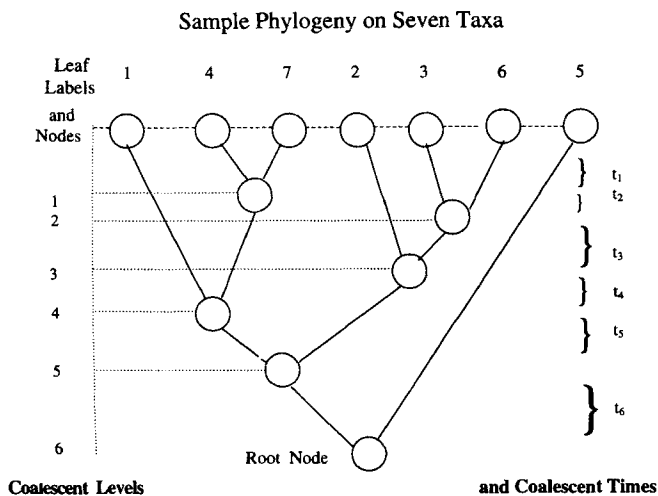 Sample Phylogeny on Seven Taxa
Leaf Labels 1 4 7 2 3 6 5
and Nodes
t1
1 t2
2
t3
3
t4
4
t5
5
t6
6 Root Node
Coalescent Levels and Coalescent Times